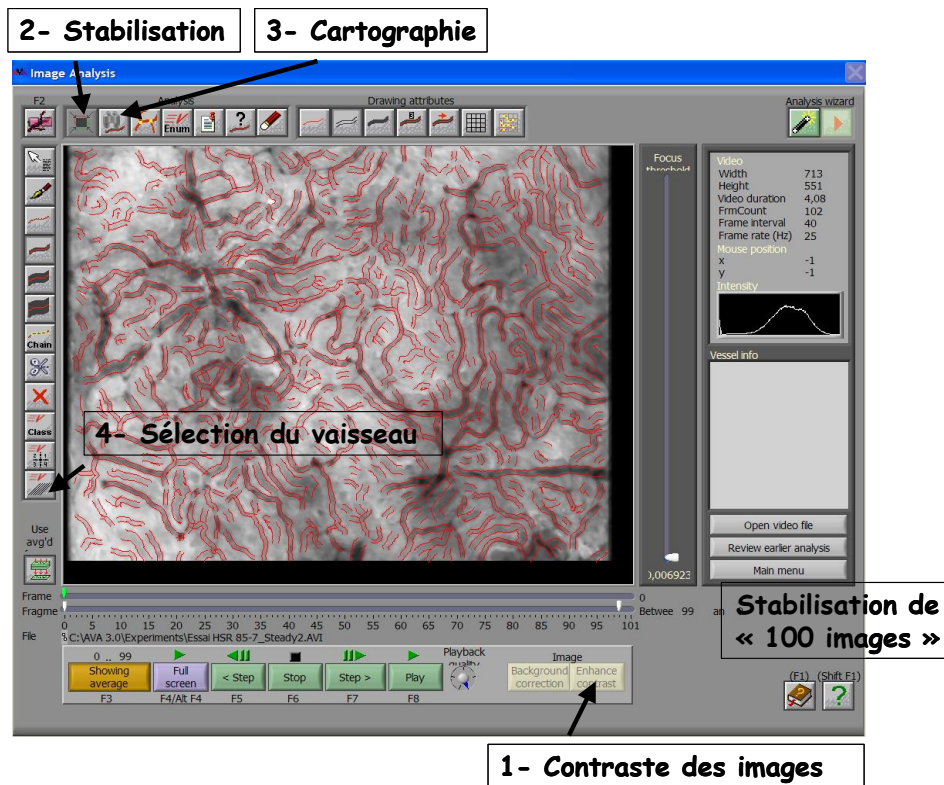 2- Stabilisation
3- Cartographie
Image Analysis
F2
Analysis
Drawing attributes
Analysis wizard
Enum
Focus
threshold
Video
Width 713
Height 551
Video duration 4,08
FrmCount 102
Frame interval 40
Frame rate (Hz) 25
Mouse position
x -1
y -1
Intensity
Vessel info
Chain
Class
4- Sélection du vaisseau
Use
avg'd
Open video file
Review earlier analysis
Main menu
),006923
Frame 0
Fragme Betwee 99 an
0 5 10 15 20 25 30 35 40 45 50 55 60 65 70 75 80 85 90 95 101
File C:\AVA 3.0\Experiments\Essai HSR 85-7_Steady2.AVI
Stabilisation de
« 100 images »
0 .. 99
Playback
quality
Image
Showing average
Full screen
< Step
Stop
Step >
Play
Background correction
Enhance contrast
F3 F4/Alt F4 F5 F6 F7 F8
(F1) (Shift F1)
1- Contraste des images